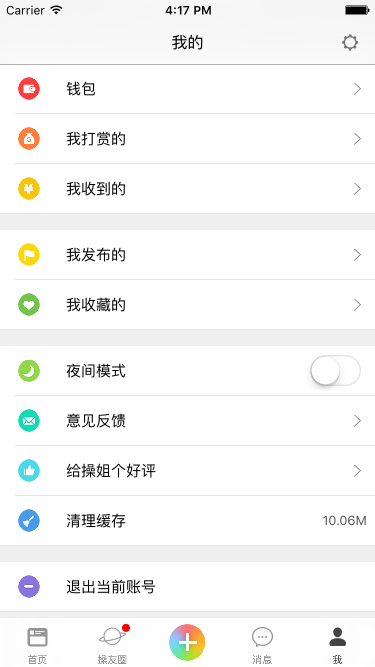 Carrier 4:17 PM
我的
钱包
我打赏的
我收到的
我发布的
我收藏的
夜间模式
意见反馈
给操姐个好评
清理缓存 10.06M
退出当前账号
首页 操友圈 消息 我